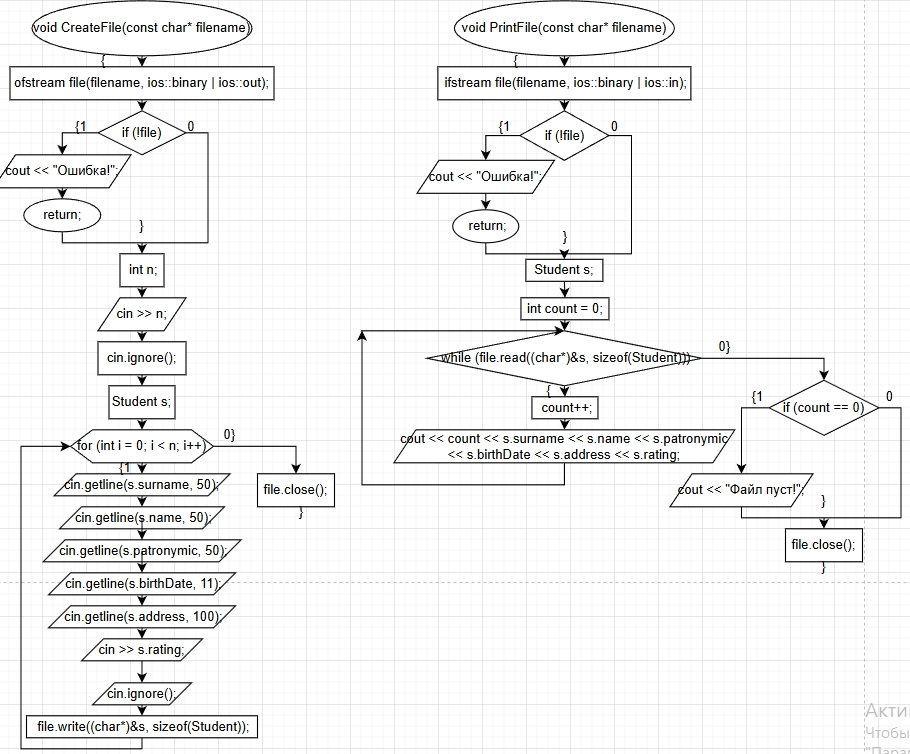 void CreateFile(const char* filename)
{
ofstream file(filename, ios::binary | ios::out);
if (!file)
{1
0
cout << "Ошибка!";
return;
}
int n;
cin >> n;
cin.ignore();
Student s;
for (int i = 0; i < n; i++)
0}
{1
cin.getline(s.surname, 50);
cin.getline(s.name, 50);
cin.getline(s.patronymic, 50);
cin.getline(s.birthDate, 11);
cin.getline(s.address, 100);
cin >> s.rating;
cin.ignore();
file.write((char*)&s, sizeof(Student));
file.close();
}
void PrintFile(const char* filename)
{
ifstream file(filename, ios::binary | ios::in);
if (!file)
{1
0
cout << "Ошибка!";
return;
}
Student s;
int count = 0;
while (file.read((char*)&s, sizeof(Student)))
0}
{
count++;
cout << count << s.surname << s.name << s.patronymic
<< s.birthDate << s.address << s.rating;
if (count == 0)
{1
0
cout << "Файл пуст!";
}
file.close();
}
Акти
Чтобы
"Пара